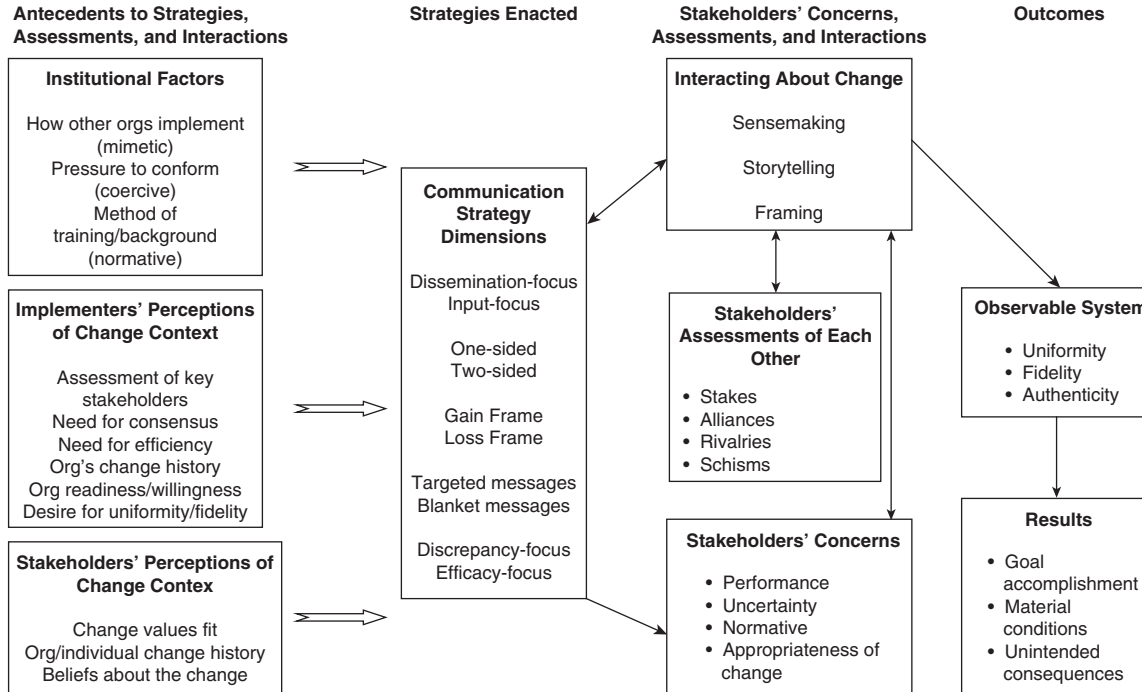 Antecedents to Strategies,
Assessments, and Interactions
Institutional Factors
How other orgs implement
(mimetic)
Pressure to conform
(coercive)
Method of
training/background
(normative)
Implementers' Perceptions
of Change Context
Assessment of key
stakeholders
Need for consensus
Need for efficiency
Org's change history
Org readiness/willingness
Desire for uniformity/fidelity
Stakeholders' Perceptions of
Change Contex
Change values fit
Org/individual change history
Beliefs about the change
Strategies Enacted
Communication
Strategy
Dimensions
Dissemination-focus
Input-focus
One-sided
Two-sided
Gain Frame
Loss Frame
Targeted messages
Blanket messages
Discrepancy-focus
Efficacy-focus
Stakeholders' Concerns,
Assessments, and Interactions
Interacting About Change
Sensemaking
Storytelling
Framing
Stakeholders'
Assessments of Each
Other
• Stakes
• Alliances
• Rivalries
• Schisms
Stakeholders' Concerns
• Performance
• Uncertainty
• Normative
• Appropriateness of
change
Outcomes
Observable System
• Uniformity
• Fidelity
• Authenticity
Results
• Goal
accomplishment
• Material
conditions
• Unintended
consequences